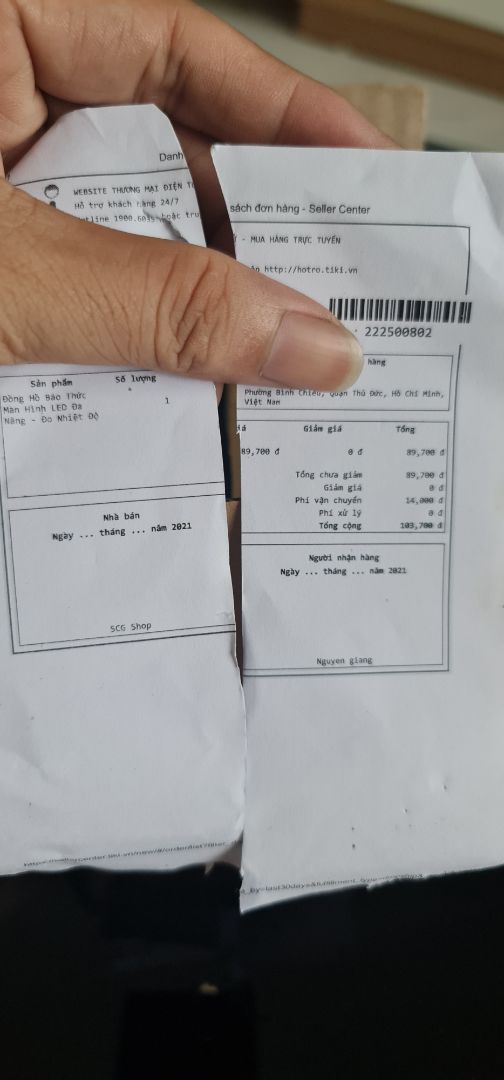 Danh sách đơn hàng - Seller Center
WEBSITE THƯƠNG MẠI ĐIỆN - MUA HÀNG TRỰC TUYẾN
Hỗ trợ khách hàng 24/7
hotline 1900.6035 hoặc http://hotro.tiki.vn
222500802
hàng
Phường Bình Chiểu, Quận Thủ Đức, Hồ Chí Minh,
Việt Nam
Sản phẩm Số lượng giá Giảm giá Tổng
Đồng Hồ Báo Thức 1 89,700 đ 0 đ 89,700 đ
Màn Hình LED Đa
Năng - Đo Nhiệt Độ
Tổng chưa giảm 89,700 đ
Giảm giá 0 đ
Phí vận chuyển 14,000 đ
Phí xử lý 0 đ
Tổng cộng 103,700 đ
Nhà bán Người nhận hàng
Ngày ... tháng ... năm 2021 Ngày ... tháng ... năm 2021
SCG Shop Nguyen giang